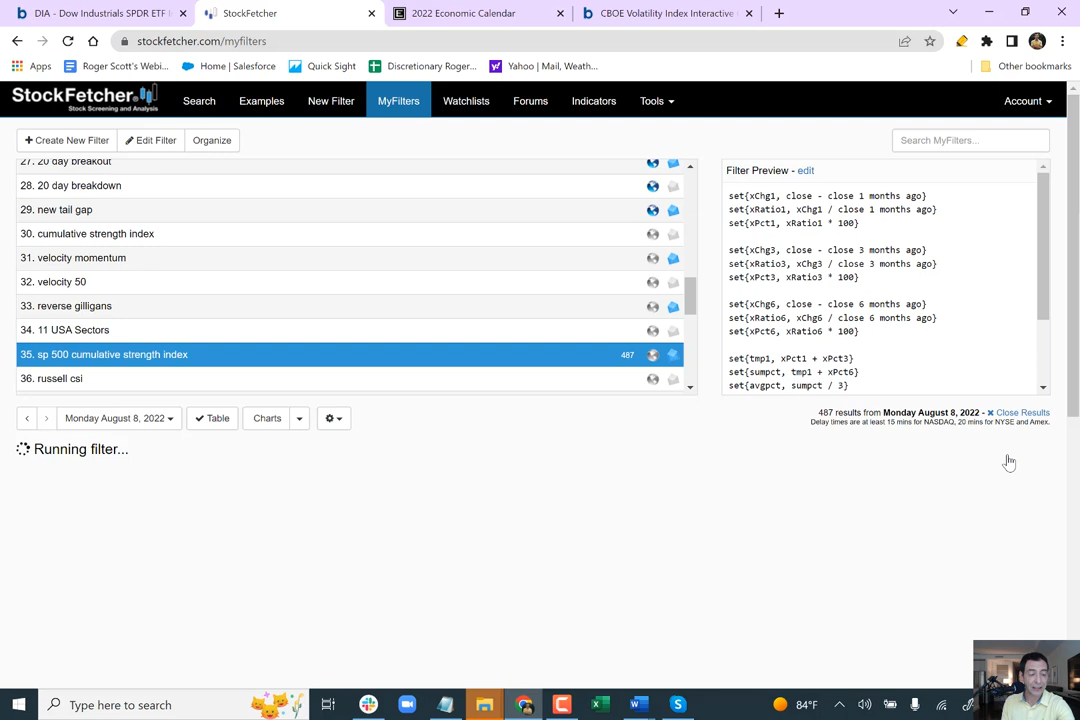 DIA - Dow Industrials SPDR ETF
StockFetcher
2022 Economic Calendar
CBOE Volatility Index Interactive
stockfetcher.com/myfilters
Apps
Roger Scott's Webi...
Home | Salesforce
Quick Sight
Discretionary Roger...
Yahoo | Mail, Weath...
Other bookmarks
StockFetcher
Stock Screening and Analysis
Search
Examples
New Filter
MyFilters
Watchlists
Forums
Indicators
Tools
Account
Create New Filter
Edit Filter
Organize
Search MyFilters...
27. 20 day breakout
28. 20 day breakdown
29. new tail gap
30. cumulative strength index
31. velocity momentum
32. velocity 50
33. reverse gilligans
34. 11 USA Sectors
35. sp 500 cumulative strength index 487
36. russell csi
Filter Preview - edit
set{xChg1, close - close 1 months ago}
set{xRatio1, xChg1 / close 1 months ago}
set{xPct1, xRatio1 * 100}
set{xChg3, close - close 3 months ago}
set{xRatio3, xChg3 / close 3 months ago}
set{xPct3, xRatio3 * 100}
set{xChg6, close - close 6 months ago}
set{xRatio6, xChg6 / close 6 months ago}
set{xPct6, xRatio6 * 100}
set{tmp1, xPct1 + xPct3}
set{sumpct, tmp1 + xPct6}
set{avgpct, sumpct / 3}
Monday August 8, 2022
Table
Charts
487 results from Monday August 8, 2022 - Close Results
Delay times are at least 15 mins for NASDAQ, 20 mins for NYSE and Amex.
Running filter...
Type here to search
84°F